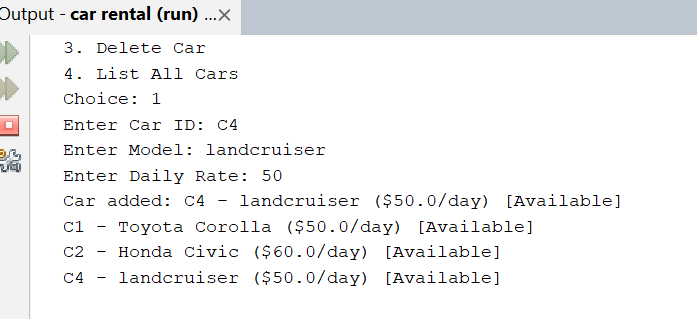 Output - car rental (run) ...×
3. Delete Car
4. List All Cars
Choice: 1
Enter Car ID: C4
Enter Model: landcruiser
Enter Daily Rate: 50
Car added: C4 - landcruiser ($50.0/day) [Available]
C1 - Toyota Corolla ($50.0/day) [Available]
C2 - Honda Civic ($60.0/day) [Available]
C4 - landcruiser ($50.0/day) [Available]